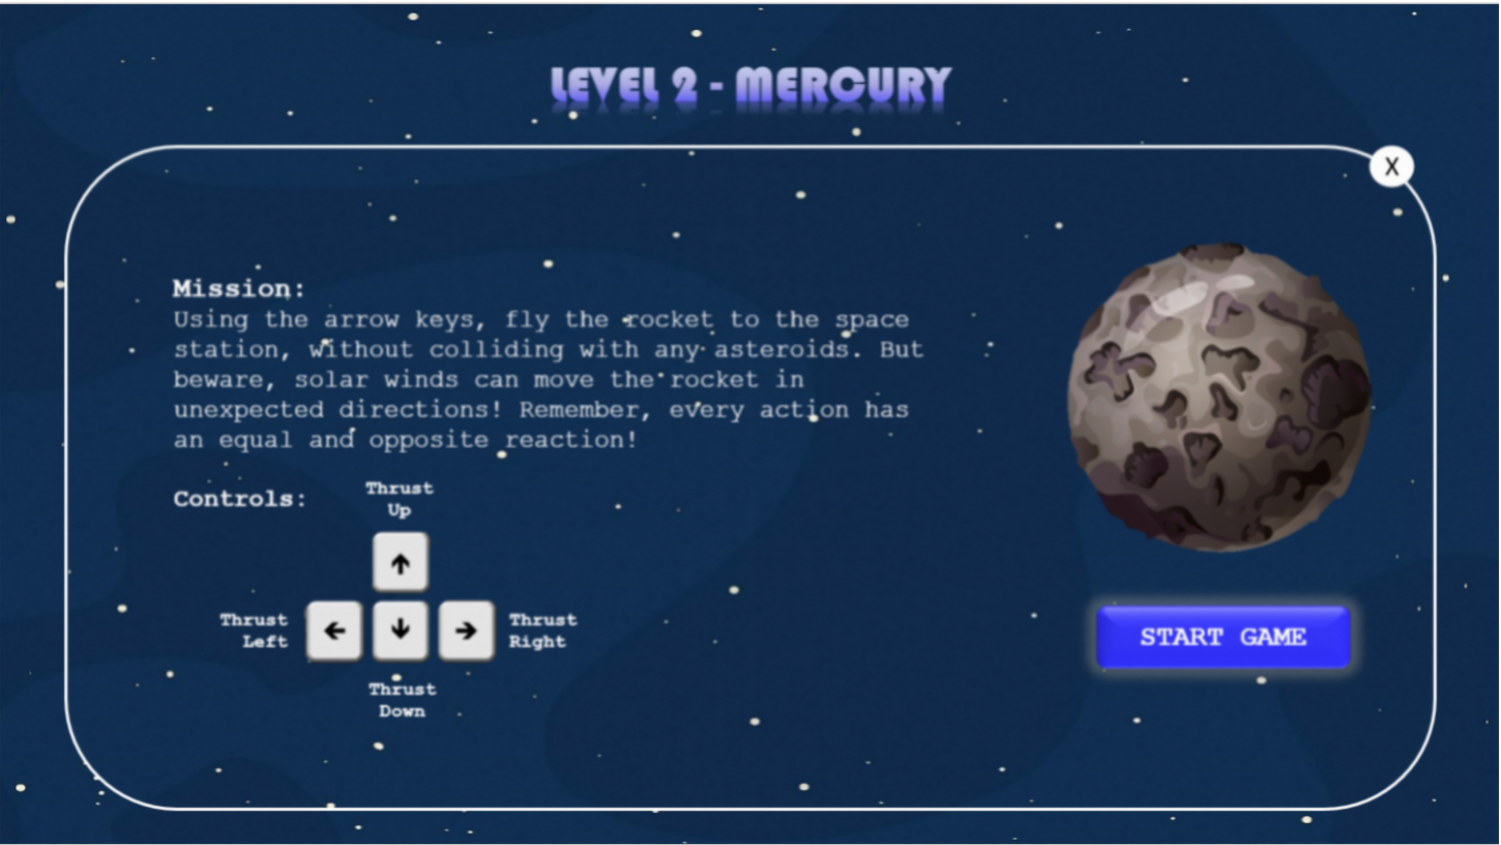 LEVEL 2 - MERCURY
X
Mission:
Using the arrow keys, fly the rocket to the space
station, without colliding with any asteroids. But
beware, solar winds can move the rocket in
unexpected directions! Remember, every action has
an equal and opposite reaction!
Controls:
Thrust
Up
Thrust
Left
Thrust
Right
Thrust
Down
START GAME